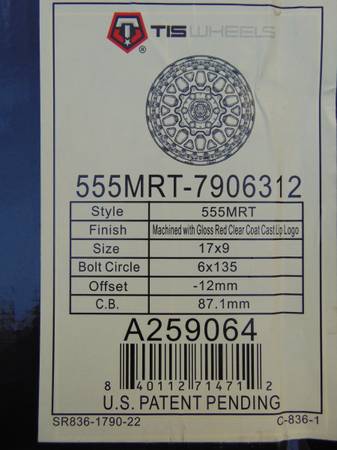 TIS WHEELS
®
555MRT-7906312
Style 555MRT
Finish Machined with Gloss Red Clear Coat Cast Lip Logo
Size 17x9
Bolt Circle 6x135
Offset -12mm
C.B. 87.1mm
A259064
8 40112 71471 2
U.S. PATENT PENDING
SR836-1790-22 C-836-1